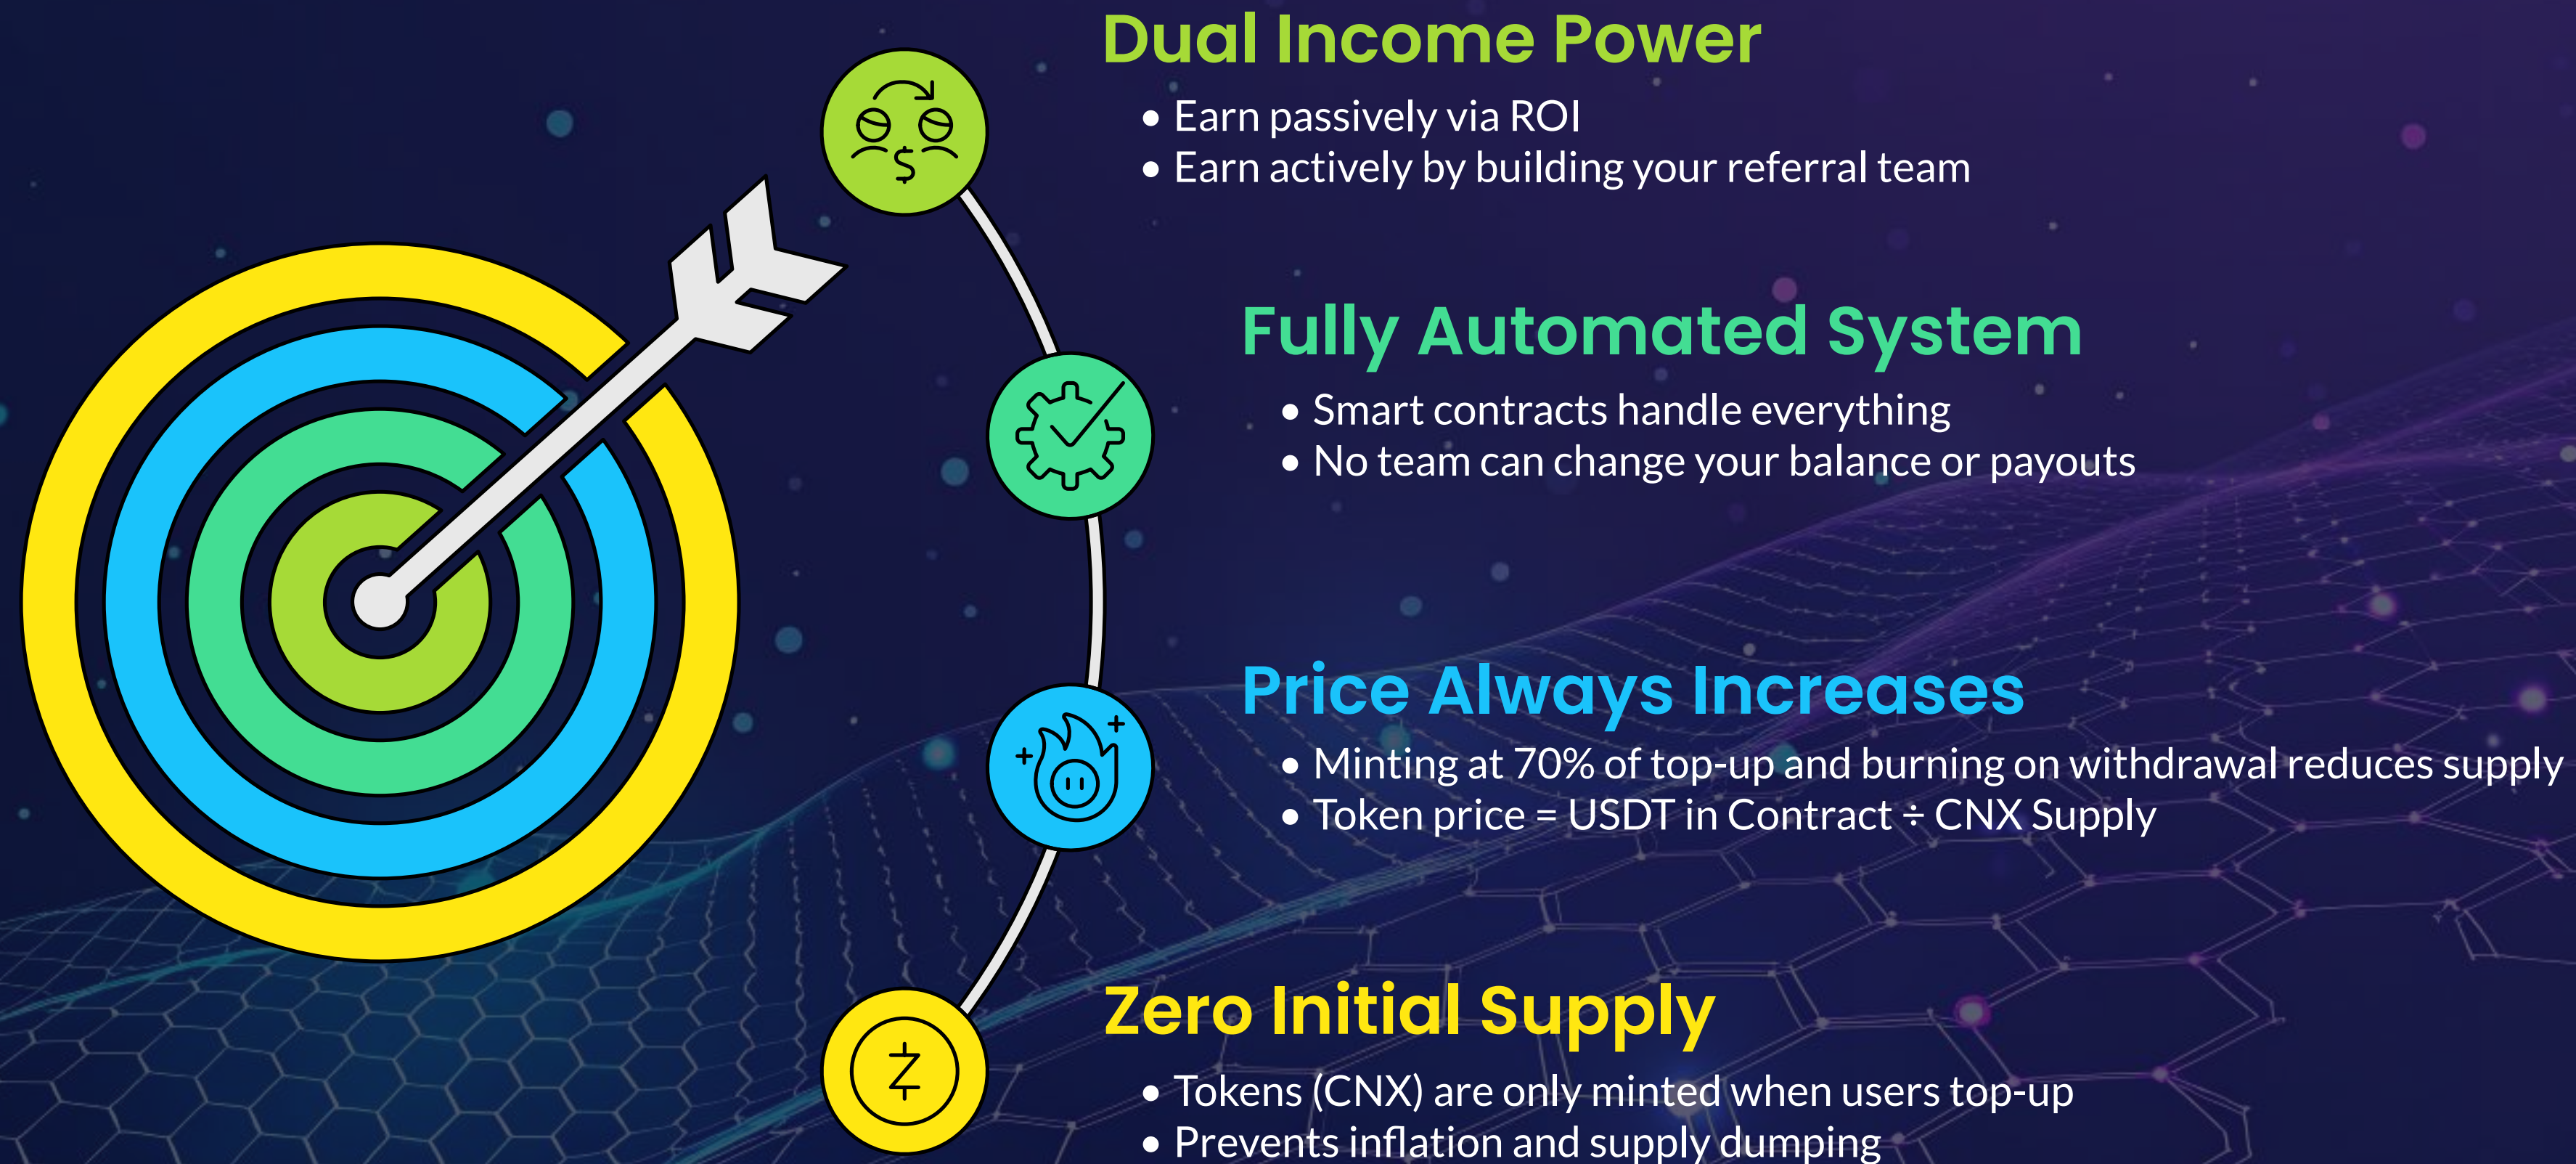 Dual Income Power
• Earn passively via ROI
• Earn actively by building your referral team
Fully Automated System
• Smart contracts handle everything
• No team can change your balance or payouts
Price Always Increases
• Minting at 70% of top-up and burning on withdrawal reduces supply
• Token price = USDT in Contract ÷ CNX Supply
Zero Initial Supply
• Tokens (CNX) are only minted when users top-up
• Prevents inflation and supply dumping